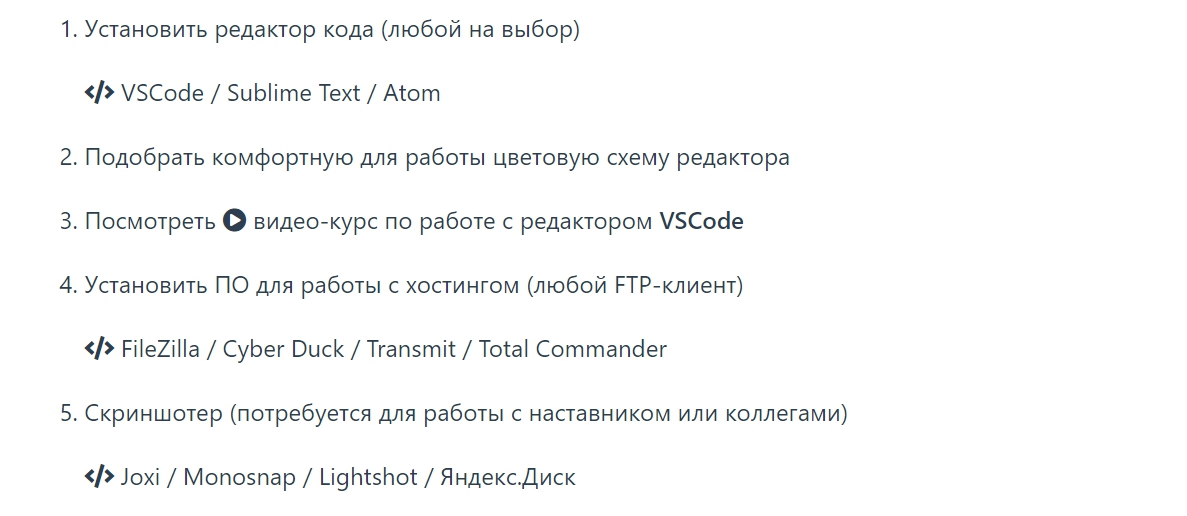 1. Установить редактор кода (любой на выбор)
VSCode / Sublime Text / Atom
2. Подобрать комфортную для работы цветовую схему редактора
3. Посмотреть видео-курс по работе с редактором VSCode
4. Установить ПО для работы с хостингом (любой FTP-клиент)
FileZilla / Cyber Duck / Transmit / Total Commander
5. Скриншотер (потребуется для работы с наставником или коллегами)
Joxi / Monosnap / Lightshot / Яндекс.Диск